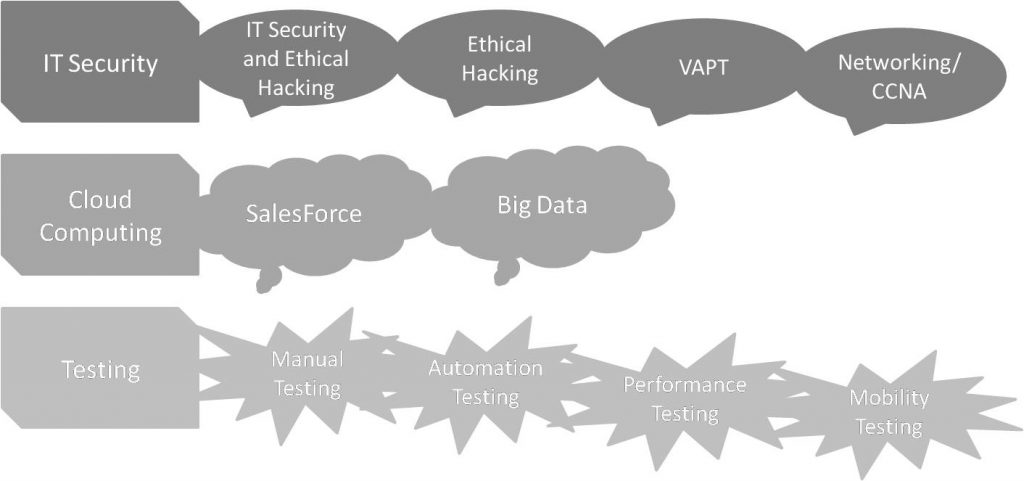 IT Security
IT Security
and Ethical
Hacking
Ethical
Hacking
VAPT
Networking/
CCNA
Cloud
Computing
SalesForce
Big Data
Testing
Manual
Testing
Automation
Testing
Performance
Testing
Mobility
Testing